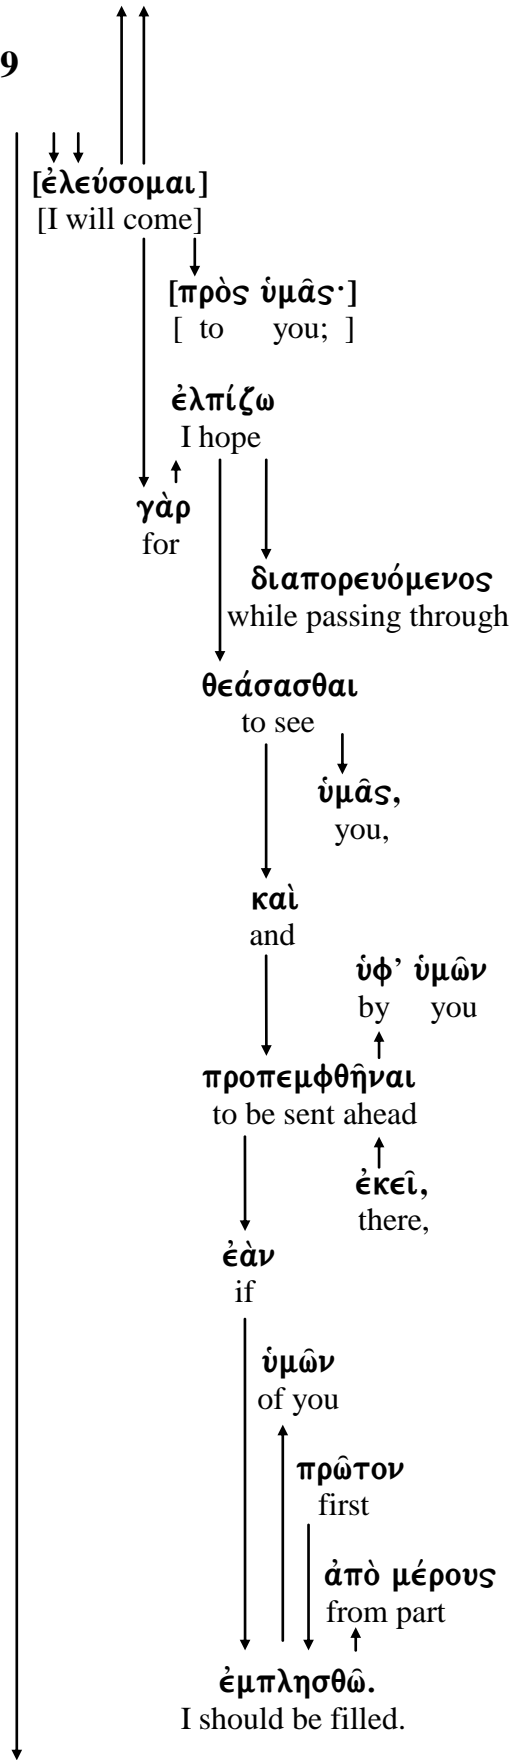 9
[ἐλεύσομαι]
[I will come]
[πρὸς ὑμᾶς·]
[ to you; ]
ἐλπίζω
I hope
γὰρ
for
διαπορευόμενος
while passing through
θεάσασθαι
to see
ὑμᾶς,
you,
καὶ
and
ὑφ’ ὑμῶν
by you
προπεμφθῆναι
to be sent ahead
ἐκεῖ,
there,
ἐὰν
if
ὑμῶν
of you
πρῶτον
first
ἀπὸ μέρους
from part
ἐμπλησθῶ.
I should be filled.